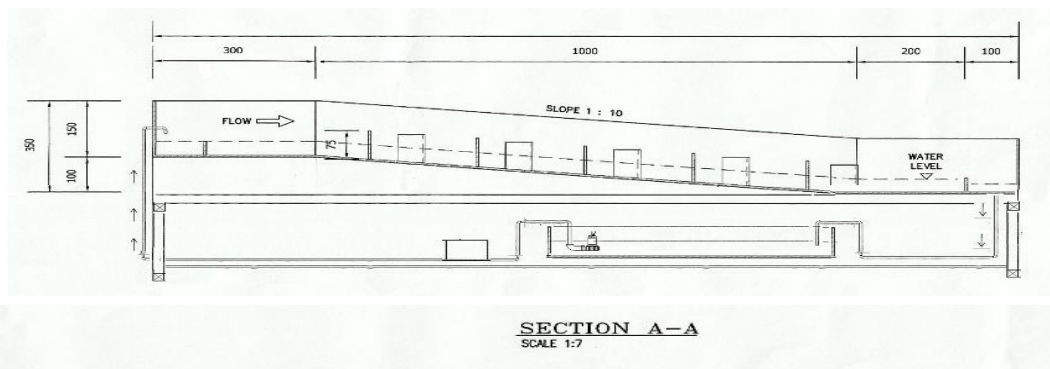 300
1000
200
100
SLOPE 1 : 10
FLOW
350
150
75
100
WATER
LEVEL
SECTION A-A
SCALE 1:7